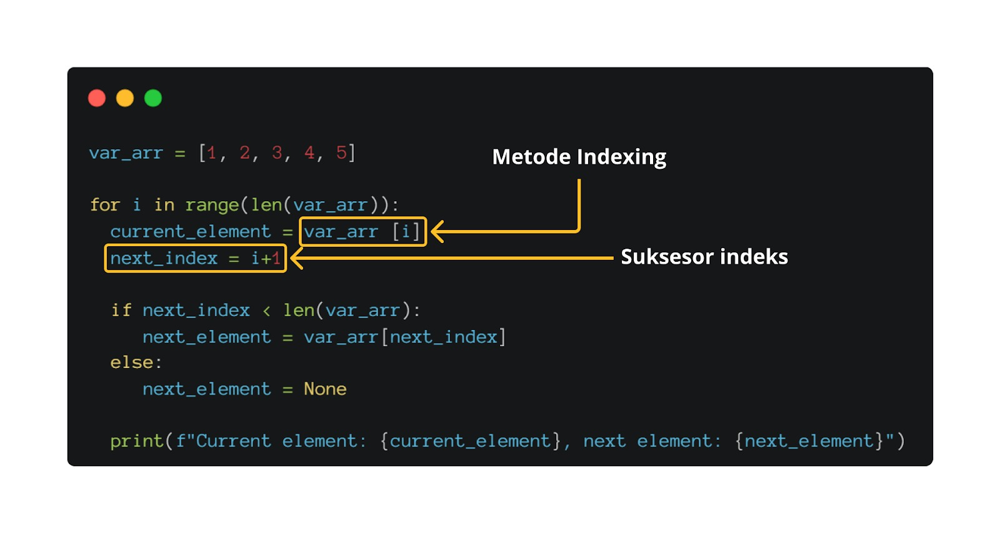 var_arr = [1, 2, 3, 4, 5]
Metode Indexing
for i in range(len(var_arr)):
current_element = var_arr [i]
next_index = i+1
Suksesor indeks
if next_index < len(var_arr):
next_element = var_arr[next_index]
else:
next_element = None
print(f"Current element: {current_element}, next element: {next_element}")